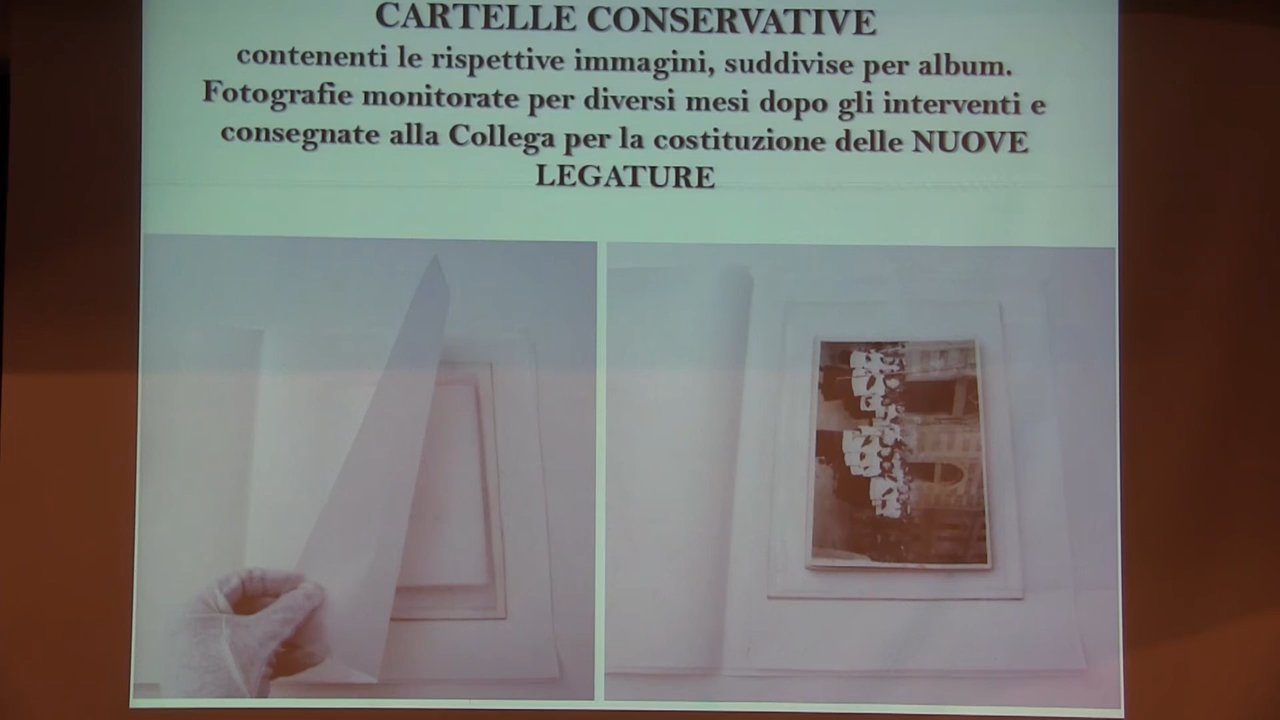 CARTELLE CONSERVATIVE
contenenti le rispettive immagini, suddivise per album.
Fotografie monitorate per diversi mesi dopo gli interventi e
consegnate alla Collega per la costituzione delle NUOVE
LEGATURE